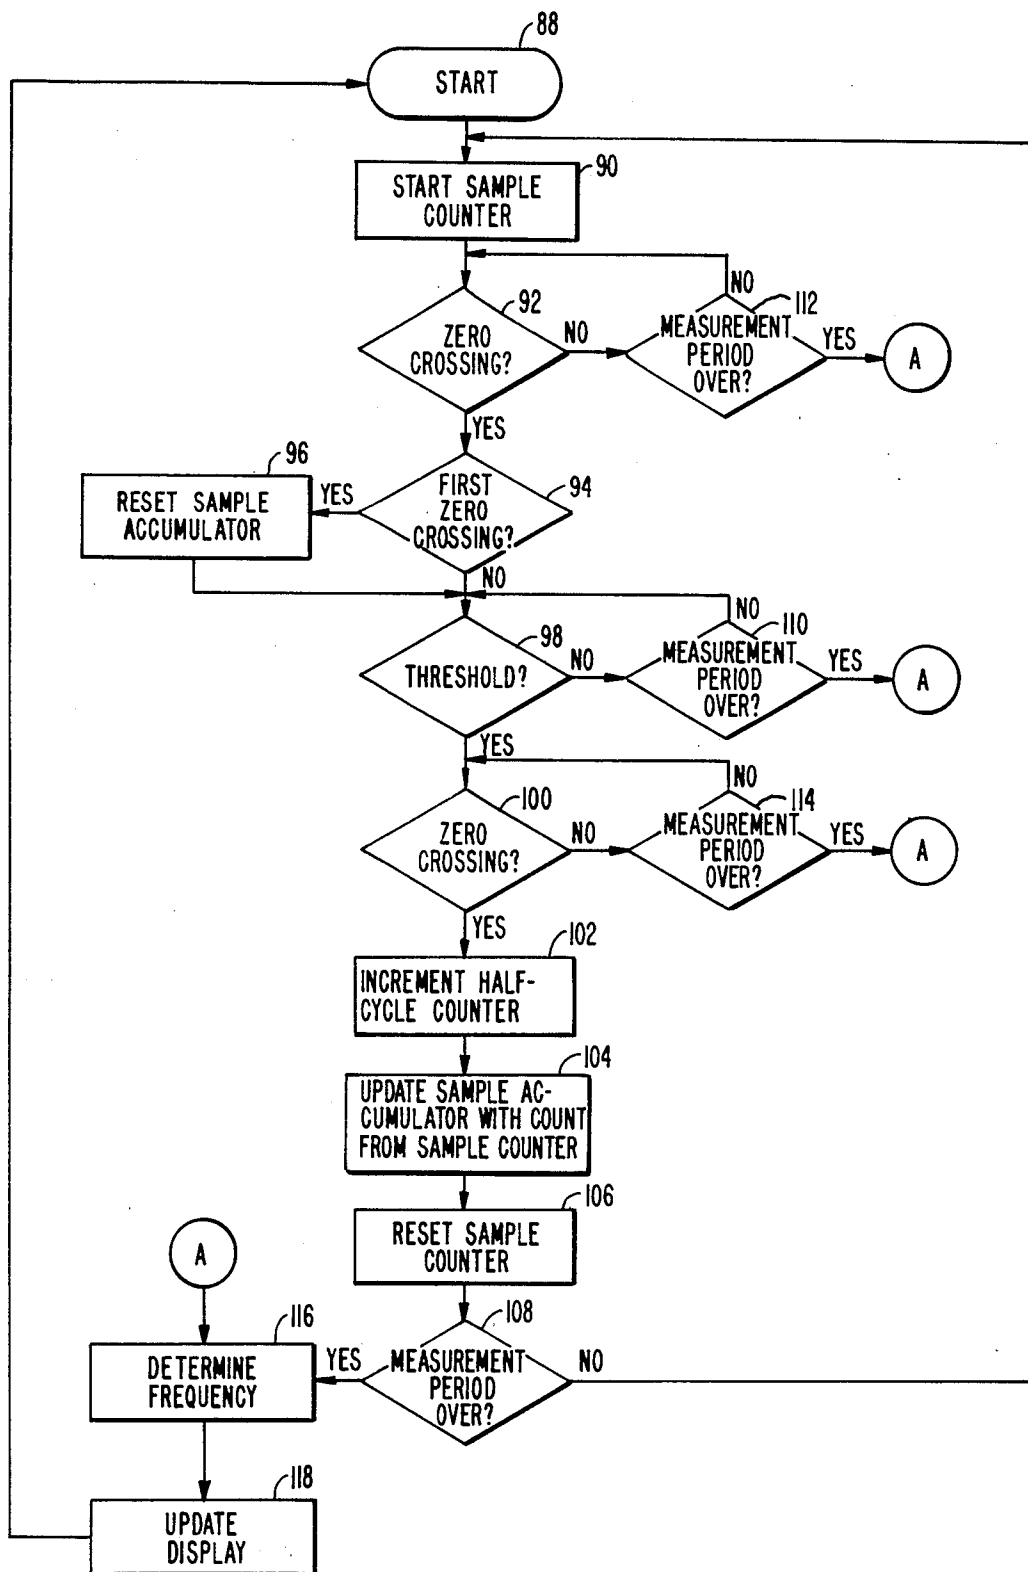 88
START
90
START SAMPLE
COUNTER
92
ZERO
CROSSING?
NO
YES
NO
112
MEASUREMENT
PERIOD
OVER?
YES
A
96
RESET SAMPLE
ACCUMULATOR
YES
94
FIRST
ZERO
CROSSING?
NO
98
THRESHOLD?
NO
YES
NO
110
MEASUREMENT
PERIOD
OVER?
YES
A
100
ZERO
CROSSING?
NO
YES
NO
114
MEASUREMENT
PERIOD
OVER?
YES
A
102
INCREMENT HALF-
CYCLE COUNTER
104
UPDATE SAMPLE AC-
CUMULATOR WITH COUNT
FROM SAMPLE COUNTER
106
RESET SAMPLE
COUNTER
A
108
MEASUREMENT
PERIOD
OVER?
YES
NO
116
DETERMINE
FREQUENCY
118
UPDATE
DISPLAY